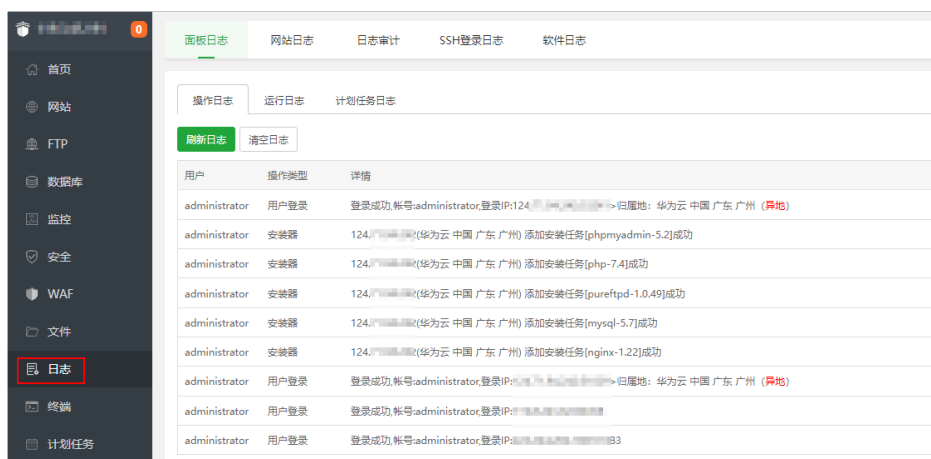 0
面板日志 网站日志 日志审计 SSH登录日志 软件日志
首页
网站
FTP
数据库
监控
安全
WAF
文件
日志
终端
计划任务
操作日志 运行日志 计划任务日志
刷新日志 清空日志
用户 操作类型 详情
administrator 用户登录 登录成功,帐号:administrator,登录IP:124. >归属地：华为云 中国 广东 广州（异地）
administrator 安装器 124. (华为云 中国 广东 广州) 添加安装任务[phpmyadmin-5.2]成功
administrator 安装器 124. (华为云 中国 广东 广州) 添加安装任务[php-7.4]成功
administrator 安装器 124. (华为云 中国 广东 广州) 添加安装任务[pureftpd-1.0.49]成功
administrator 安装器 124. (华为云 中国 广东 广州) 添加安装任务[mysql-5.7]成功
administrator 安装器 124. (华为云 中国 广东 广州) 添加安装任务[nginx-1.22]成功
administrator 用户登录 登录成功,帐号:administrator,登录IP: >归属地：华为云 中国 广东 广州（异地）
administrator 用户登录 登录成功,帐号:administrator,登录IP:
administrator 用户登录 登录成功,帐号:administrator,登录IP: 33